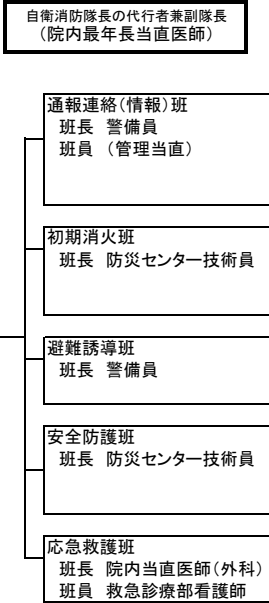 自衛消防隊長の代行者兼副隊長
（院内最年長当直医師）
通報連絡（情報）班
班長 警備員
班員 （管理当直）
初期消火班
班長 防災センター技術員
避難誘導班
班長 警備員
安全防護班
班長 防災センター技術員
応急救護班
班長 院内当直医師（外科）
班員 救急診療部看護師